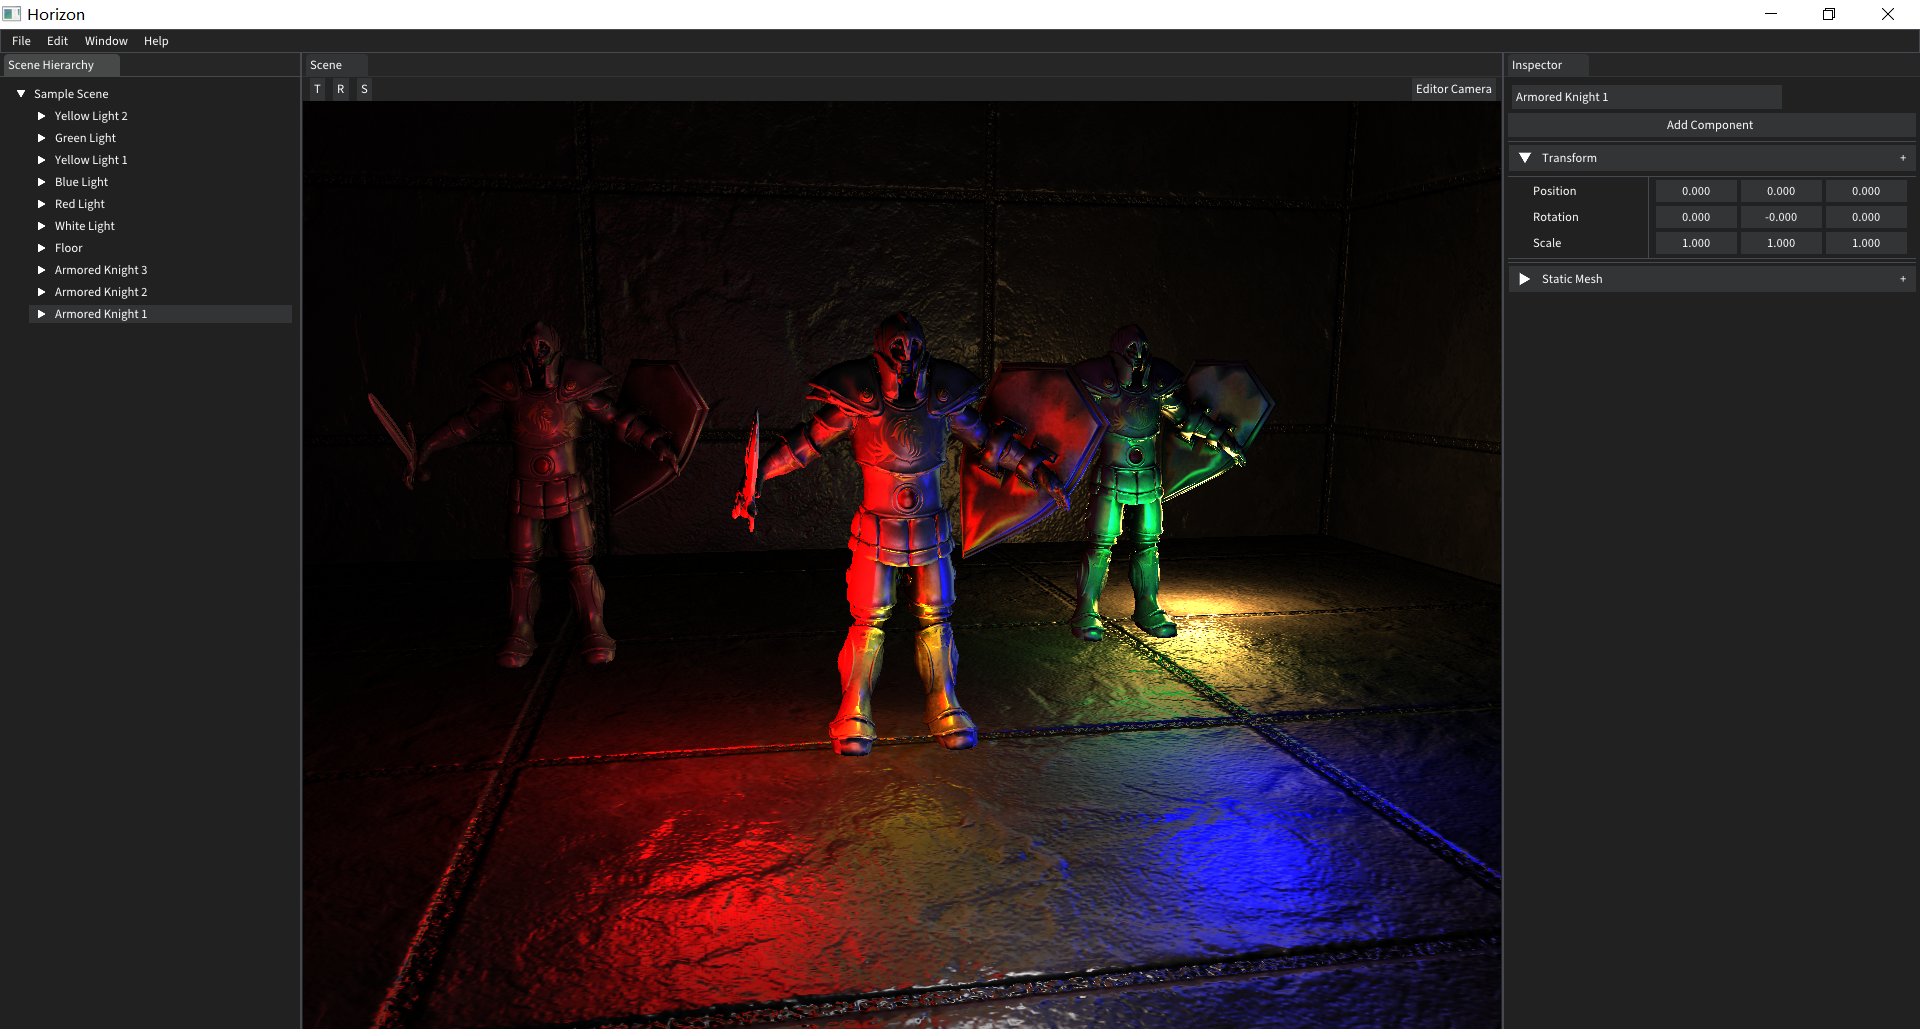 Horizon
File Edit Window Help
Scene Hierarchy
Sample Scene
Yellow Light 2
Green Light
Yellow Light 1
Blue Light
Red Light
White Light
Floor
Armored Knight 3
Armored Knight 2
Armored Knight 1
Scene
T R S
Editor Camera
Inspector
Armored Knight 1
Add Component
Transform +
Position 0.000 0.000 0.000
Rotation 0.000 -0.000 0.000
Scale 1.000 1.000 1.000
Static Mesh +